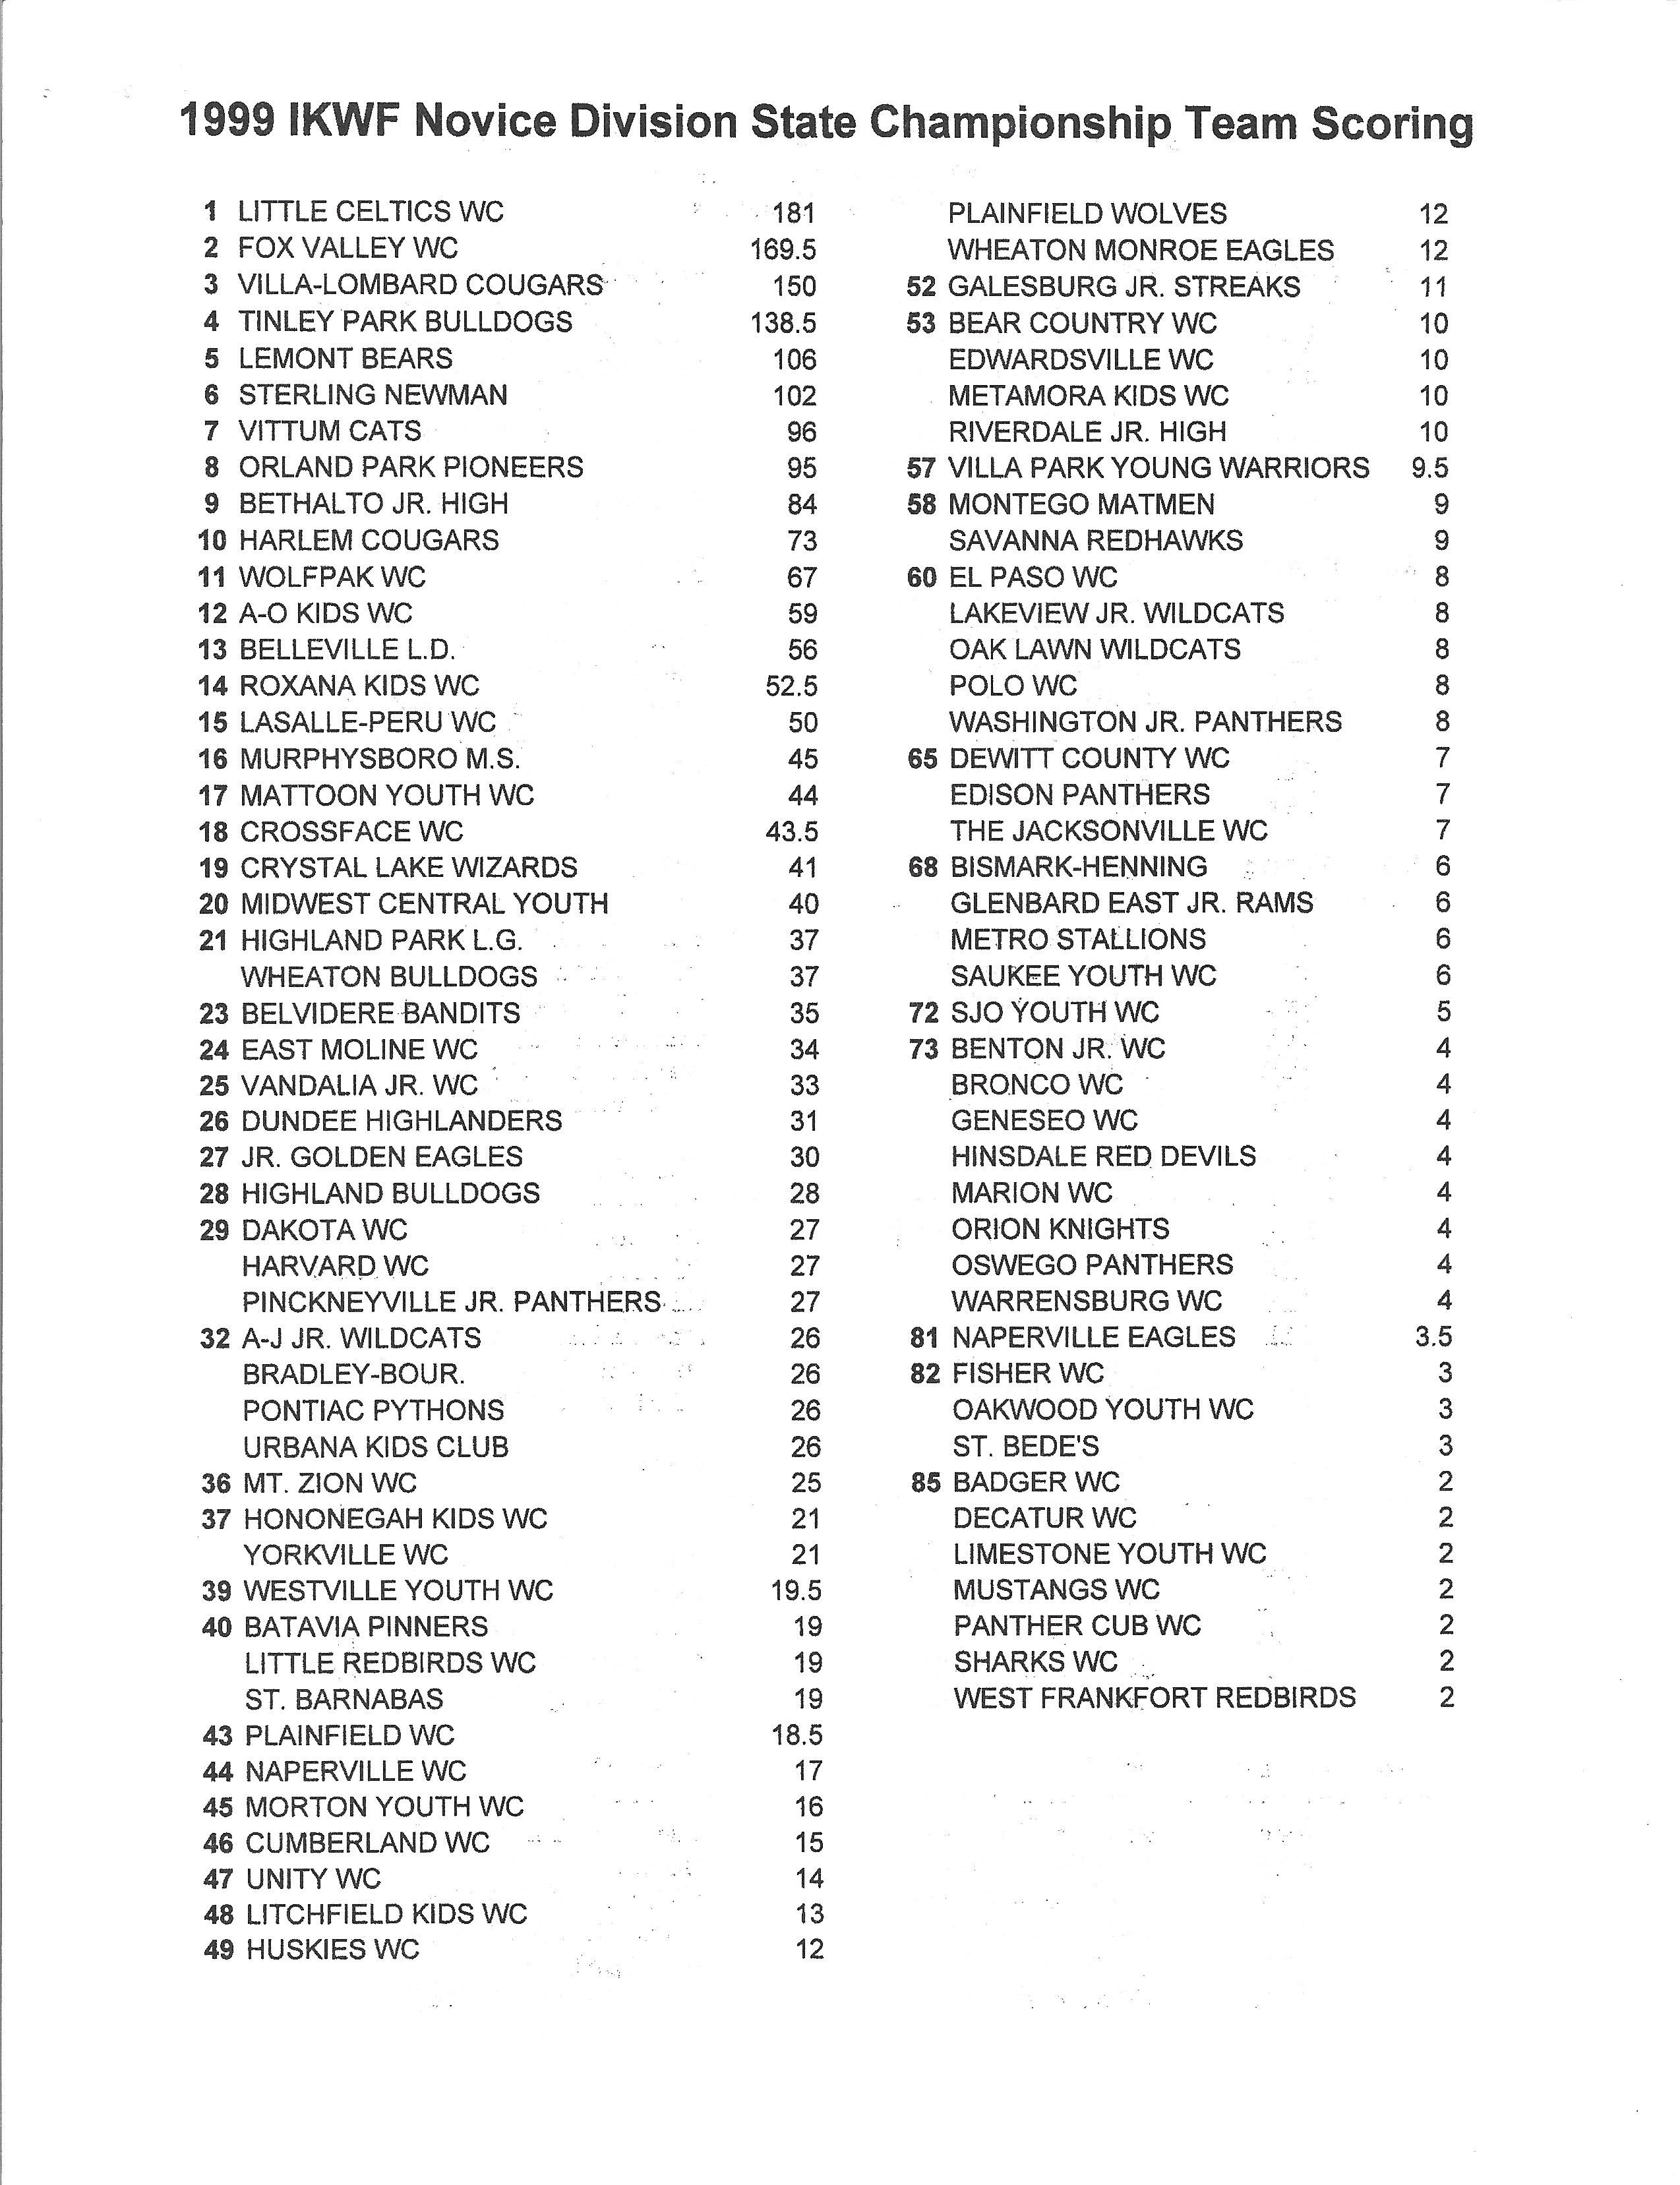 1999 IKWF Novice Division State Championship Team Scoring
1 LITTLE CELTICS WC 181
2 FOX VALLEY WC 169.5
3 VILLA-LOMBARD COUGARS 150
4 TINLEY PARK BULLDOGS 138.5
5 LEMONT BEARS 106
6 STERLING NEWMAN 102
7 VITTUM CATS 96
8 ORLAND PARK PIONEERS 95
9 BETHALTO JR. HIGH 84
10 HARLEM COUGARS 73
11 WOLFPAK WC 67
12 A-O KIDS WC 59
13 BELLEVILLE L.D. 56
14 ROXANA KIDS WC 52.5
15 LASALLE-PERU WC 50
16 MURPHYSBORO M.S. 45
17 MATTOON YOUTH WC 44
18 CROSSFACE WC 43.5
19 CRYSTAL LAKE WIZARDS 41
20 MIDWEST CENTRAL YOUTH 40
21 HIGHLAND PARK L.G. 37
WHEATON BULLDOGS 37
23 BELVIDERE BANDITS 35
24 EAST MOLINE WC 34
25 VANDALIA JR. WC 33
26 DUNDEE HIGHLANDERS 31
27 JR. GOLDEN EAGLES 30
28 HIGHLAND BULLDOGS 28
29 DAKOTA WC 27
HARVARD WC 27
PINCKNEYVILLE JR. PANTHERS 27
32 A-J JR. WILDCATS 26
BRADLEY-BOUR. 26
PONTIAC PYTHONS 26
URBANA KIDS CLUB 26
36 MT. ZION WC 25
37 HONONEGAH KIDS WC 21
YORKVILLE WC 21
39 WESTVILLE YOUTH WC 19.5
40 BATAVIA PINNERS 19
LITTLE REDBIRDS WC 19
ST. BARNABAS 19
43 PLAINFIELD WC 18.5
44 NAPERVILLE WC 17
45 MORTON YOUTH WC 16
46 CUMBERLAND WC 15
47 UNITY WC 14
48 LITCHFIELD KIDS WC 13
49 HUSKIES WC 12
PLAINFIELD WOLVES 12
WHEATON MONROE EAGLES 12
52 GALESBURG JR. STREAKS 11
53 BEAR COUNTRY WC 10
EDWARDSVILLE WC 10
METAMORA KIDS WC 10
RIVERDALE JR. HIGH 10
57 VILLA PARK YOUNG WARRIORS 9.5
58 MONTEGO MATMEN 9
SAVANNA REDHAWKS 9
60 EL PASO WC 8
LAKEVIEW JR. WILDCATS 8
OAK LAWN WILDCATS 8
POLO WC 8
WASHINGTON JR. PANTHERS 8
65 DEWITT COUNTY WC 7
EDISON PANTHERS 7
THE JACKSONVILLE WC 7
68 BISMARK-HENNING 6
GLENBARD EAST JR. RAMS 6
METRO STALLIONS 6
SAUKEE YOUTH WC 6
72 SJO YOUTH WC 5
73 BENTON JR. WC 4
BRONCO WC 4
GENESEO WC 4
HINSDALE RED DEVILS 4
MARION WC 4
ORION KNIGHTS 4
OSWEGO PANTHERS 4
WARRENSBURG WC 4
81 NAPERVILLE EAGLES 3.5
82 FISHER WC 3
OAKWOOD YOUTH WC 3
ST. BEDE'S 3
85 BADGER WC 2
DECATUR WC 2
LIMESTONE YOUTH WC 2
MUSTANGS WC 2
PANTHER CUB WC 2
SHARKS WC 2
WEST FRANKFORT REDBIRDS 2